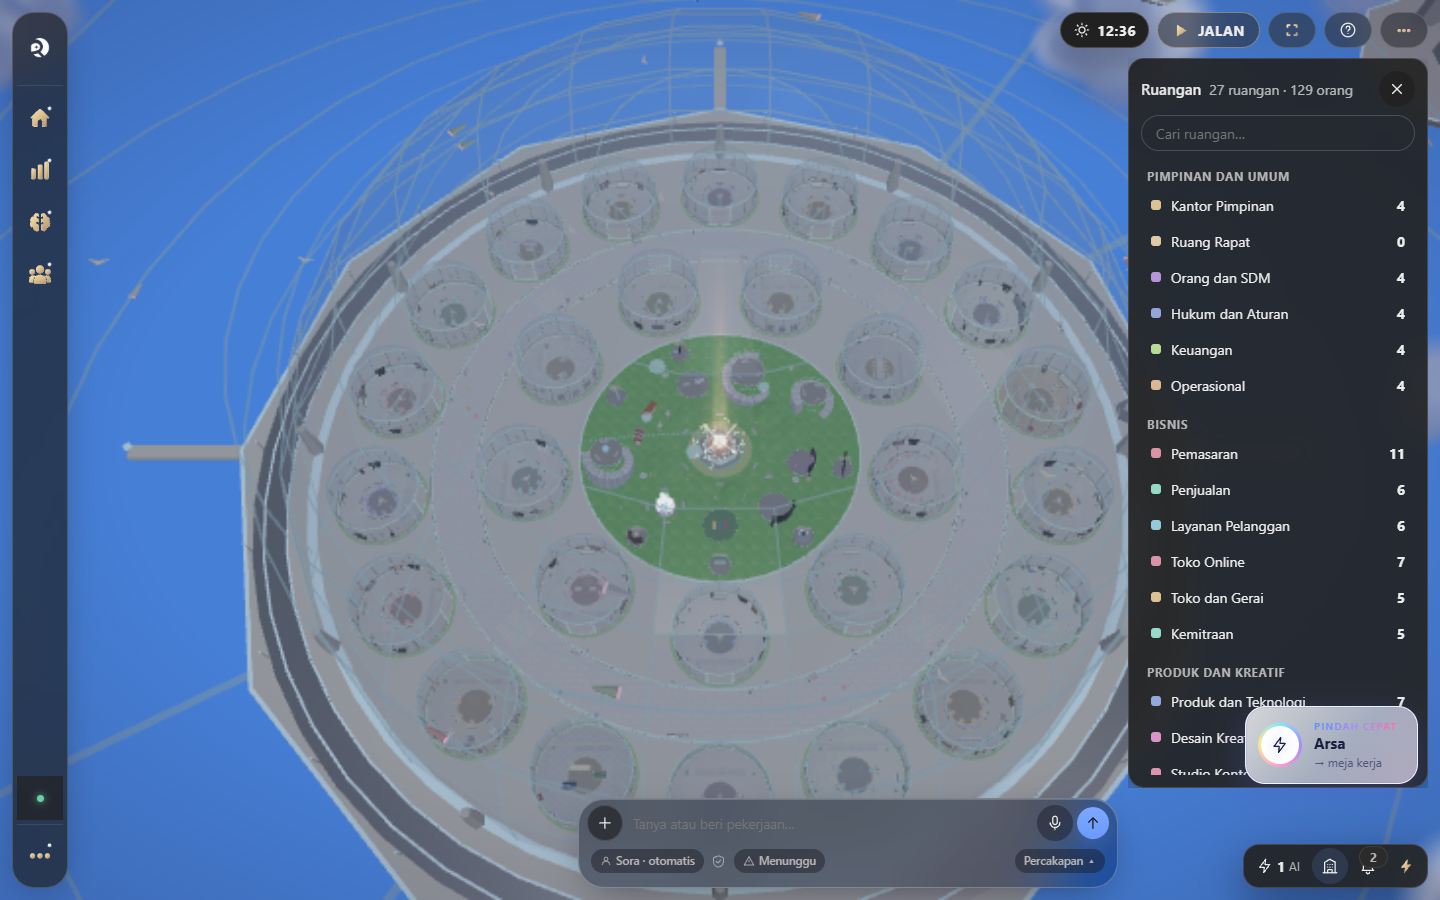 12:36
JALAN
Ruangan 27 ruangan · 129 orang
Cari ruangan...
PIMPINAN DAN UMUM
Kantor Pimpinan 4
Ruang Rapat 0
Orang dan SDM 4
Hukum dan Aturan 4
Keuangan 4
Operasional 4
BISNIS
Pemasaran 11
Penjualan 6
Layanan Pelanggan 6
Toko Online 7
Toko dan Gerai 5
Kemitraan 5
PRODUK DAN KREATIF
Produk dan Teknologi 7
Desain
PINDAH CEPAT
Arsa
→ meja kerja
Tanya atau beri pekerjaan...
Sora · otomatis
Menunggu
Percakapan
1 AI
2